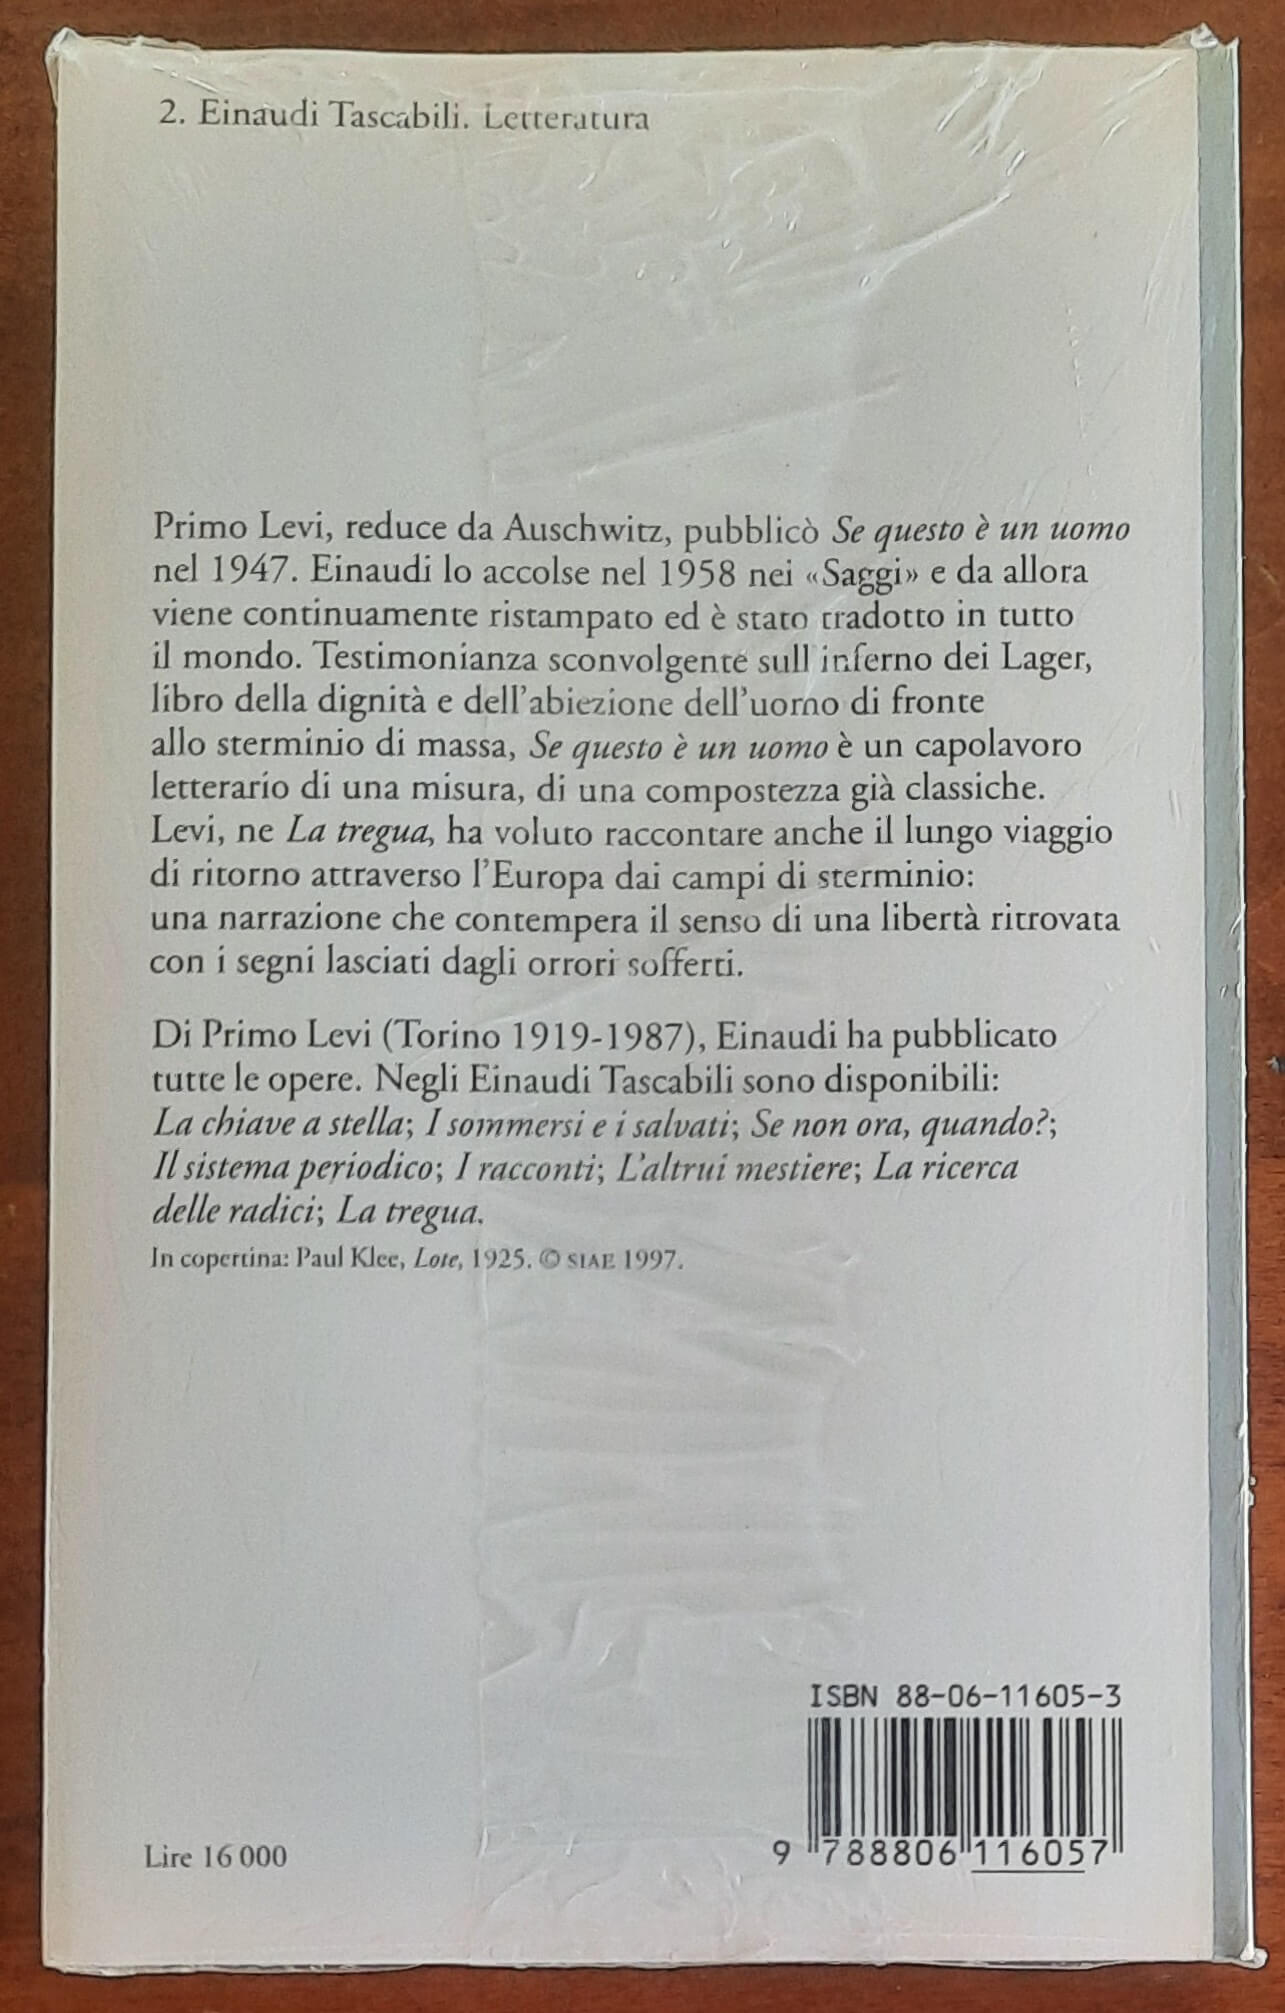 2. Einaudi Tascabili. Letteratura
Primo Levi, reduce da Auschwitz, pubblicò Se questo è un uomo
nel 1947. Einaudi lo accolse nel 1958 nei «Saggi» e da allora
viene continuamente ristampato ed è stato tradotto in tutto
il mondo. Testimonianza sconvolgente sull'inferno dei Lager,
libro della dignità e dell'abiezione dell'uomo di fronte
allo sterminio di massa, Se questo è un uomo è un capolavoro
letterario di una misura, di una compostezza già classiche.
Levi, ne La tregua, ha voluto raccontare anche il lungo viaggio
di ritorno attraverso l'Europa dai campi di sterminio:
una narrazione che contempera il senso di una libertà ritrovata
con i segni lasciati dagli orrori sofferti.
Di Primo Levi (Torino 1919-1987), Einaudi ha pubblicato
tutte le opere. Negli Einaudi Tascabili sono disponibili:
La chiave a stella; I sommersi e i salvati; Se non ora, quando?;
Il sistema periodico; I racconti; L'altrui mestiere; La ricerca
delle radici; La tregua.
In copertina: Paul Klee, Lote, 1925. © SIAE 1997.
ISBN 88-06-11605-3
9 788806 116057
Lire 16 000